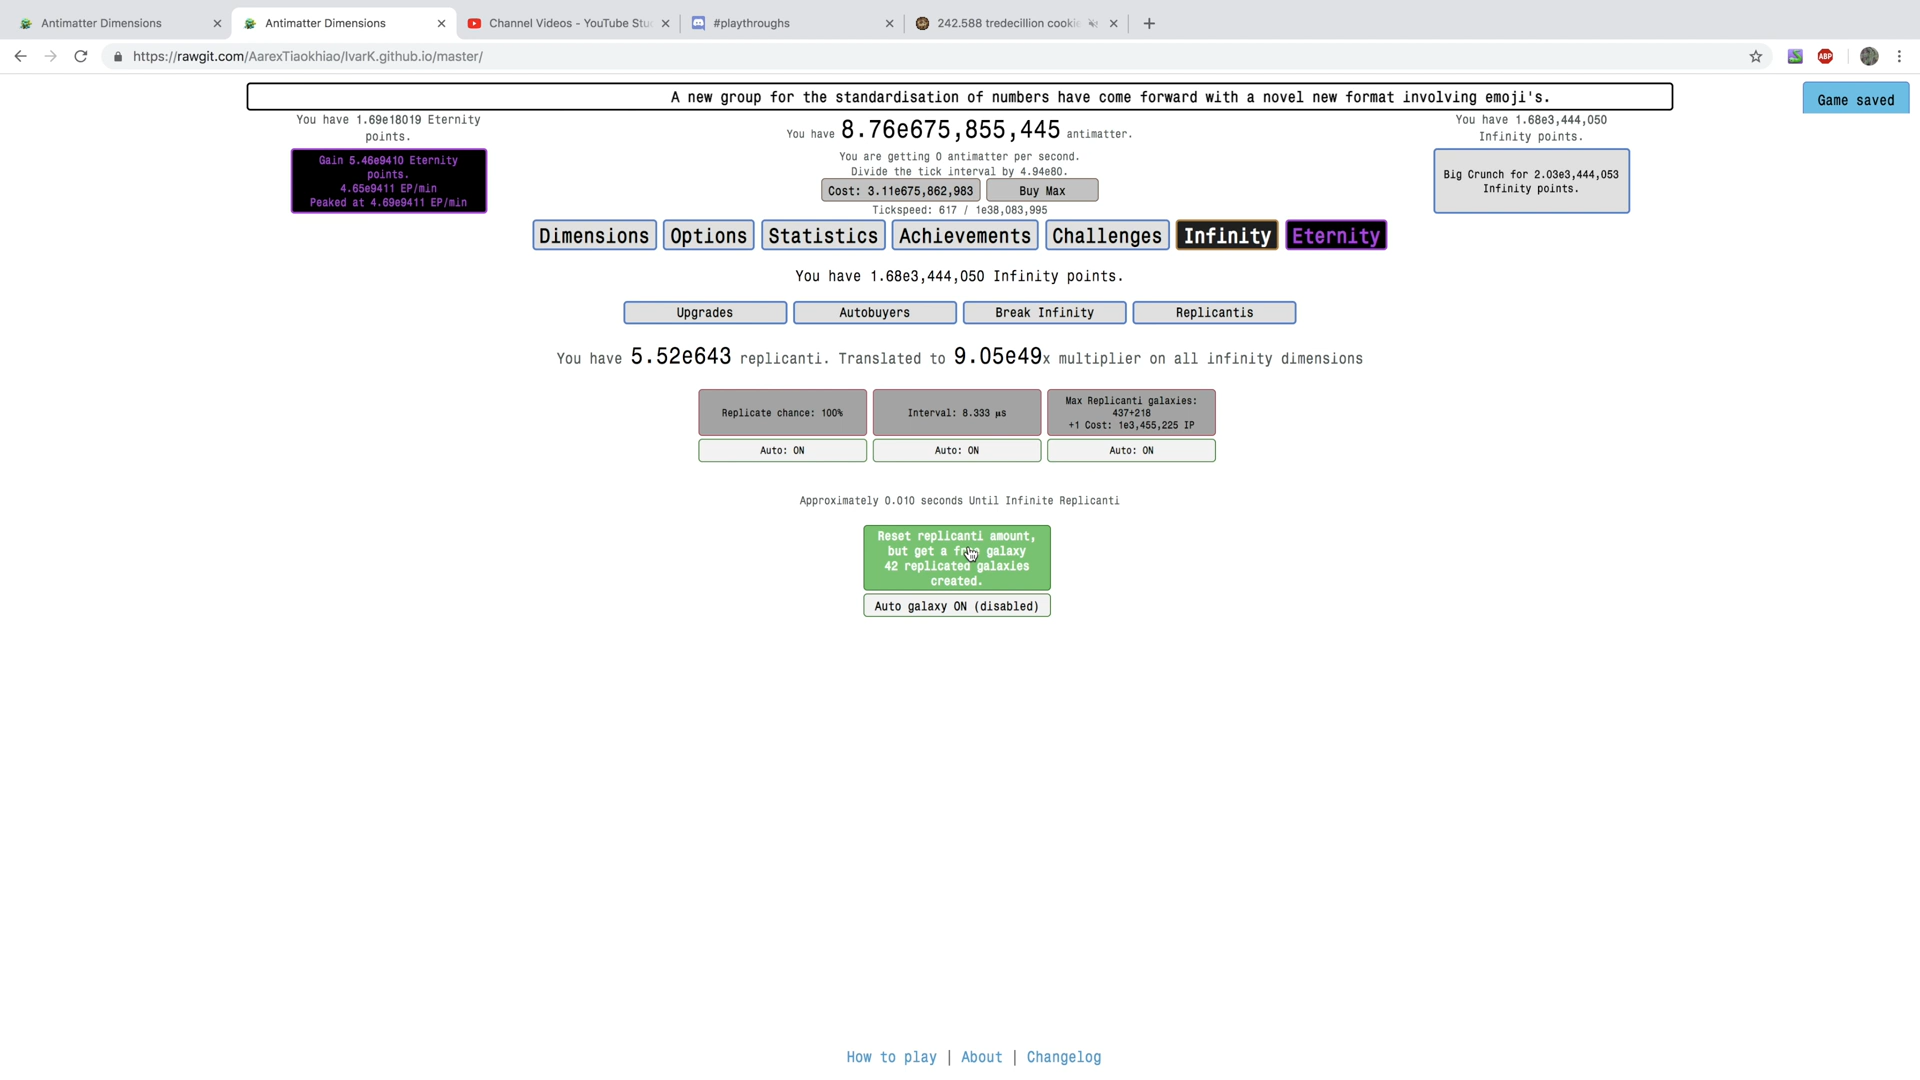 Antimatter Dimensions
Antimatter Dimensions
Channel Videos - YouTube Stu
#playthroughs
242.588 tredecillion cookie
https://rawgit.com/AarexTiaokhiao/IvarK.github.io/master/
ABP
A new group for the standardisation of numbers have come forward with a novel new format involving emoji's.
Game saved
You have 1.69e18019 Eternity
points.
Gain 5.46e9410 Eternity
points.
4.65e9411 EP/min
Peaked at 4.69e9411 EP/min
You have 8.76e675,855,445 antimatter.
You are getting 0 antimatter per second.
Divide the tick interval by 4.94e80.
Cost: 3.11e675,862,983
Buy Max
Tickspeed: 617 / 1e38,083,995
You have 1.68e3,444,050
Infinity points.
Big Crunch for 2.03e3,444,053
Infinity points.
Dimensions
Options
Statistics
Achievements
Challenges
Infinity
Eternity
You have 1.68e3,444,050 Infinity points.
Upgrades
Autobuyers
Break Infinity
Replicantis
You have 5.52e643 replicanti. Translated to 9.05e49x multiplier on all infinity dimensions
Replicate chance: 100%
Interval: 8.333 μs
Max Replicanti galaxies:
437+218
+1 Cost: 1e3,455,225 IP
Auto: ON
Auto: ON
Auto: ON
Approximately 0.010 seconds Until Infinite Replicanti
Reset replicanti amount,
but get a free galaxy
42 replicated galaxies
created.
Auto galaxy ON (disabled)
How to play | About | Changelog